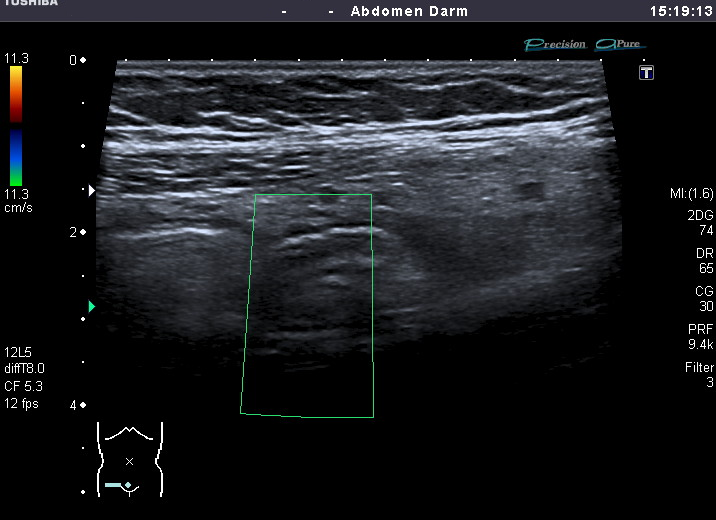 TOSHIBA
- - Abdomen Darm 15:19:13
Precision APure
11.3
0
T
11.3
cm/s
MI:(1.6)
2DG
74
2
DR
65
CG
30
PRF
9.4k
12L5
diffT8.0
CF 5.3
12 fps
Filter
3
4